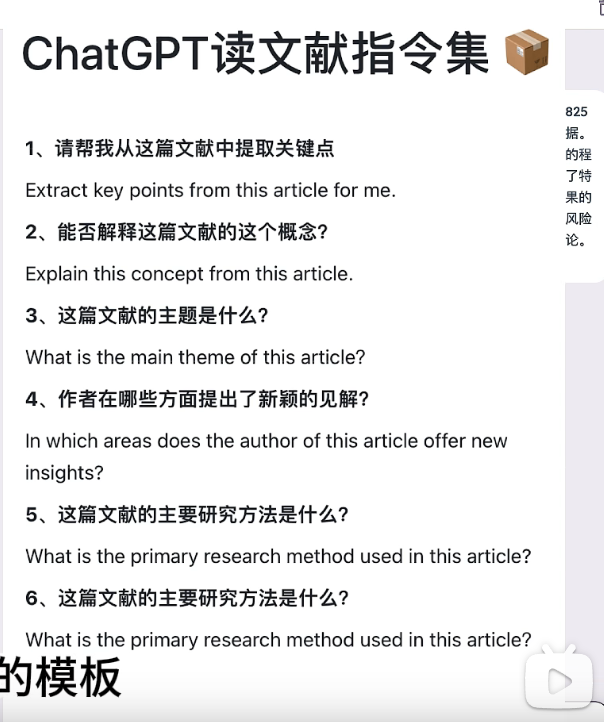 ChatGPT读文献指令集
1、请帮我从这篇文献中提取关键点
Extract key points from this article for me.
2、能否解释这篇文献的这个概念?
Explain this concept from this article.
3、这篇文献的主题是什么?
What is the main theme of this article?
4、作者在哪些方面提出了新颖的见解?
In which areas does the author of this article offer new
insights?
5、这篇文献的主要研究方法是什么?
What is the primary research method used in this article?
6、这篇文献的主要研究方法是什么?
What is the primary research method used in this article?
的模板
825
据。
的程
了特
果的
风险
论。